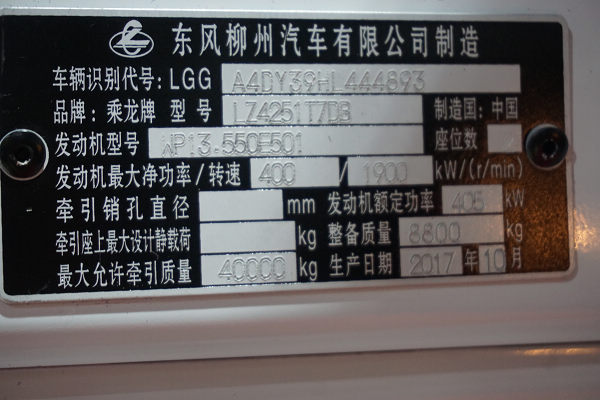 东风柳州汽车有限公司制造
车辆识别代号: LGG A4DY39HL444893
品牌: 乘龙牌 型号 LZ4251T7DB 制造国: 中国
发动机型号 WP13.550E501 座位数
发动机最大净功率/转速 400 / 1900 kW/(r/min)
牵引销孔直径 mm 发动机额定功率 405 kW
牵引座上最大设计静载荷 kg 整备质量 8800 kg
最大允许牵引质量 40000 kg 生产日期 2017 年 10 月